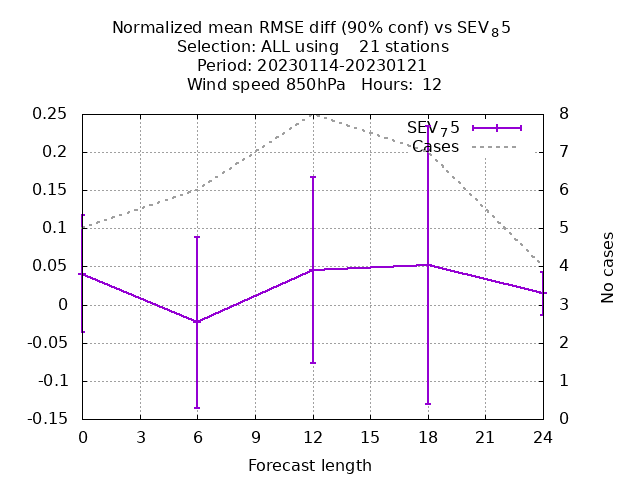 Normalized mean RMSE diff (90% conf) vs SEV₈5
Selection: ALL using    21 stations
Period: 20230114-20230121
Wind speed 850hPa   Hours:  12
SEV₇5
Cases
0.25
0.2
0.15
0.1
0.05
0
-0.05
-0.1
-0.15
8
7
6
5
4
3
2
1
0
No cases
0 3 6 9 12 15 18 21 24
Forecast length